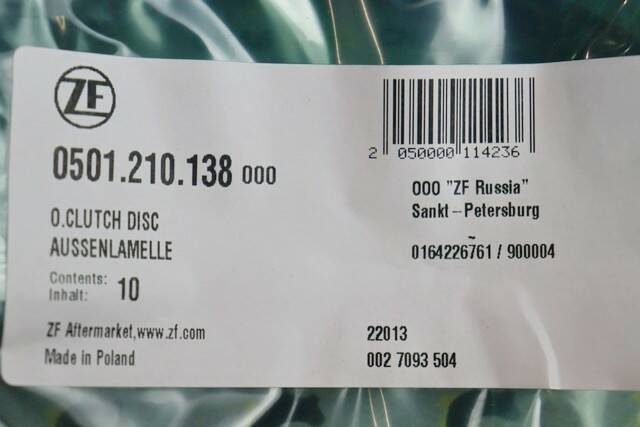 ZF
0501.210.138 000
O.CLUTCH DISC
AUSSENLAMELLE
Contents:
Inhalt: 10
ZF Aftermarket,www.zf.com
Made in Poland
2 050000 114236
OOO "ZF Russia"
Sankt-Petersburg
~
0164226761 / 900004
22013
002 7093 504